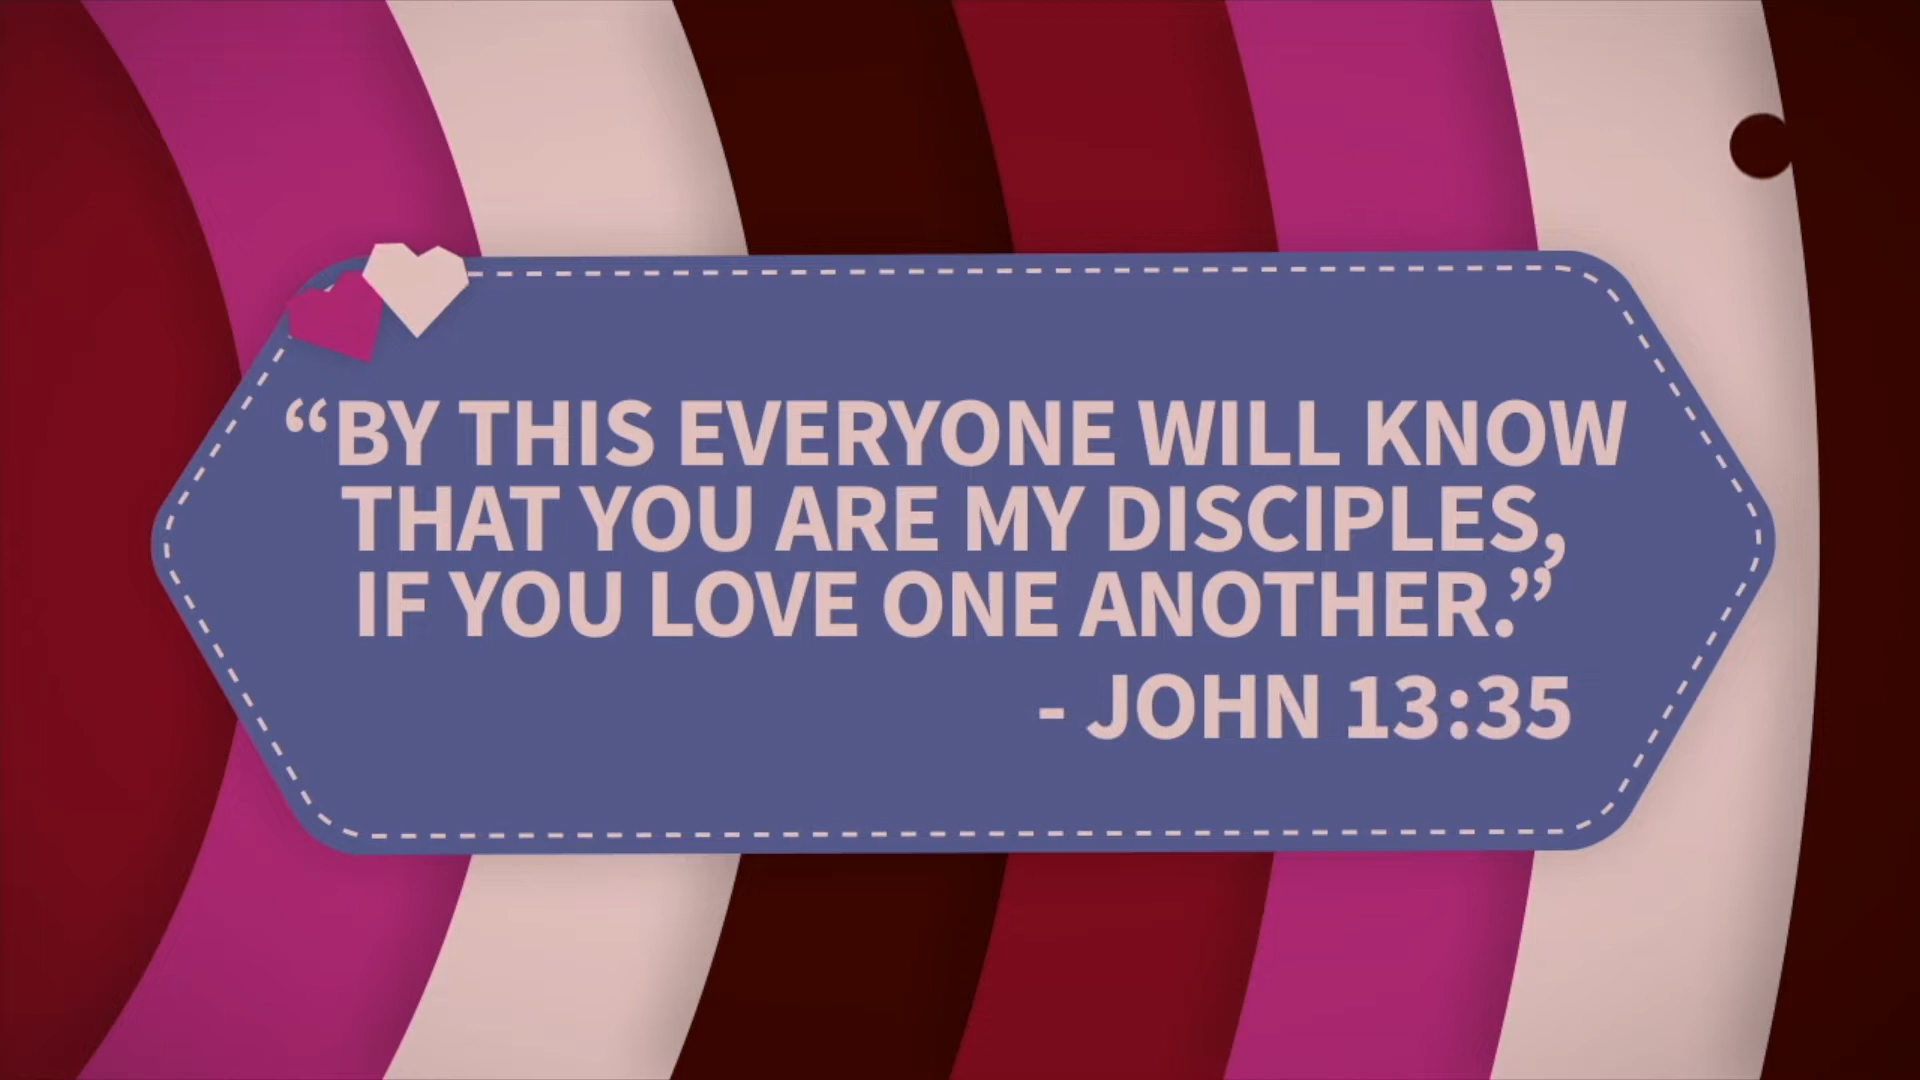 “BY THIS EVERYONE WILL KNOW
THAT YOU ARE MY DISCIPLES,
IF YOU LOVE ONE ANOTHER.”
- JOHN 13:35